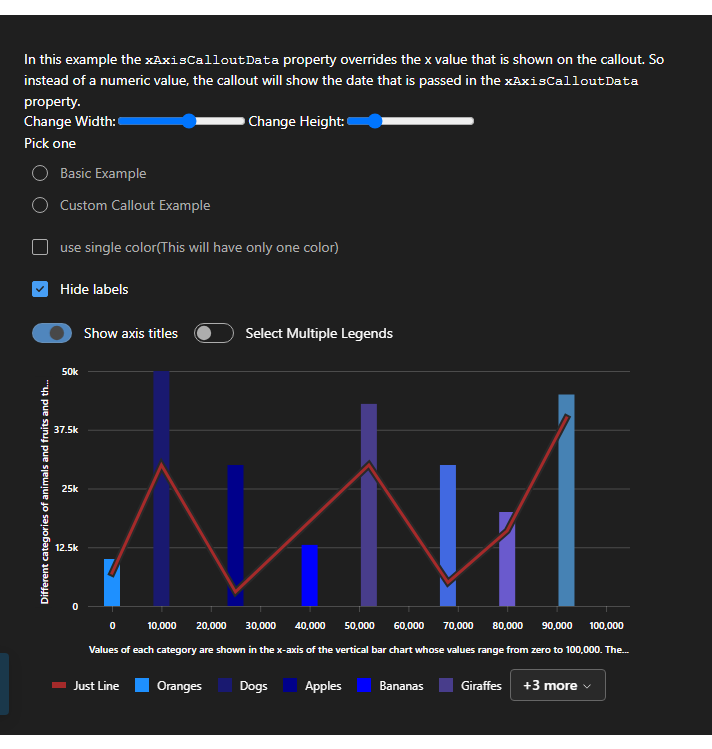 In this example the xAxisCalloutData property overrides the x value that is shown on the callout. So
instead of a numeric value, the callout will show the date that is passed in the xAxisCalloutData
property.
Change Width: Change Height:
Pick one
Basic Example
Custom Callout Example
use single color(This will have only one color)
Hide labels
Show axis titles Select Multiple Legends
Different categories of animals and fruits and th...
50k
37.5k
25k
12.5k
0
0 10,000 20,000 30,000 40,000 50,000 60,000 70,000 80,000 90,000 100,000
Values of each category are shown in the x-axis of the vertical bar chart whose values range from zero to 100,000. The...
Just Line Oranges Dogs Apples Bananas Giraffes +3 more